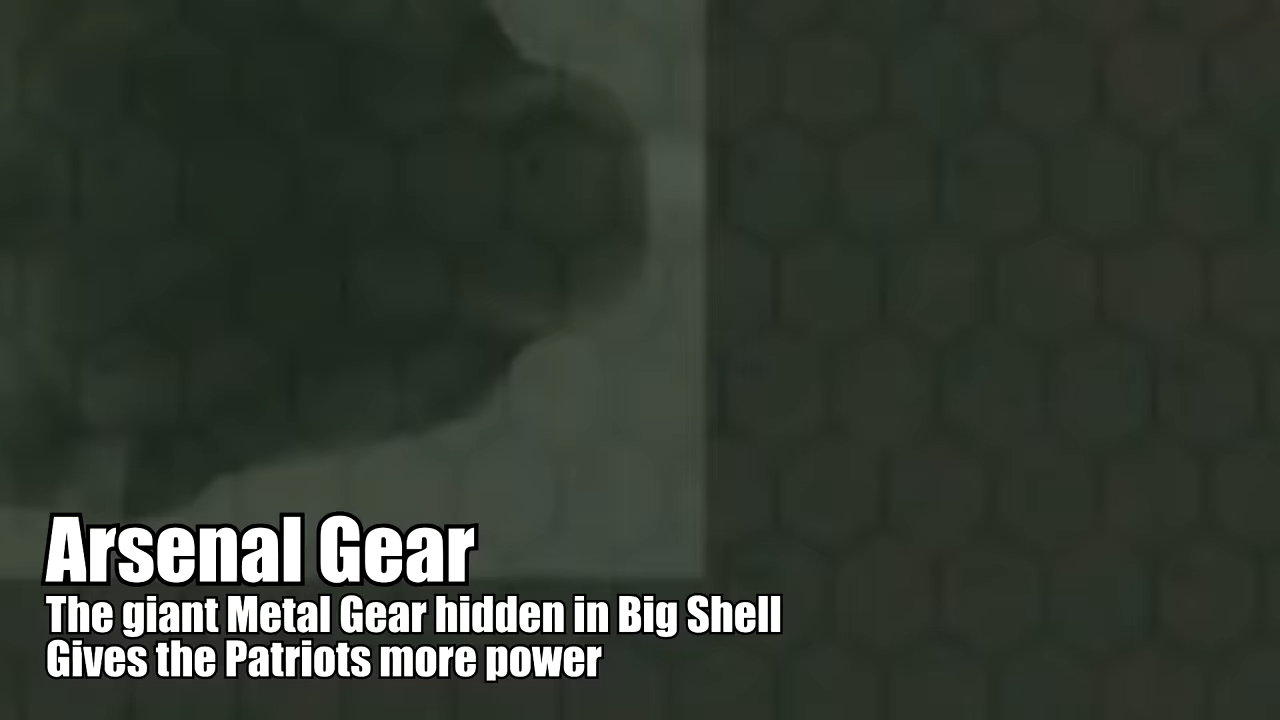 Arsenal Gear
The giant Metal Gear hidden in Big Shell
Gives the Patriots more power